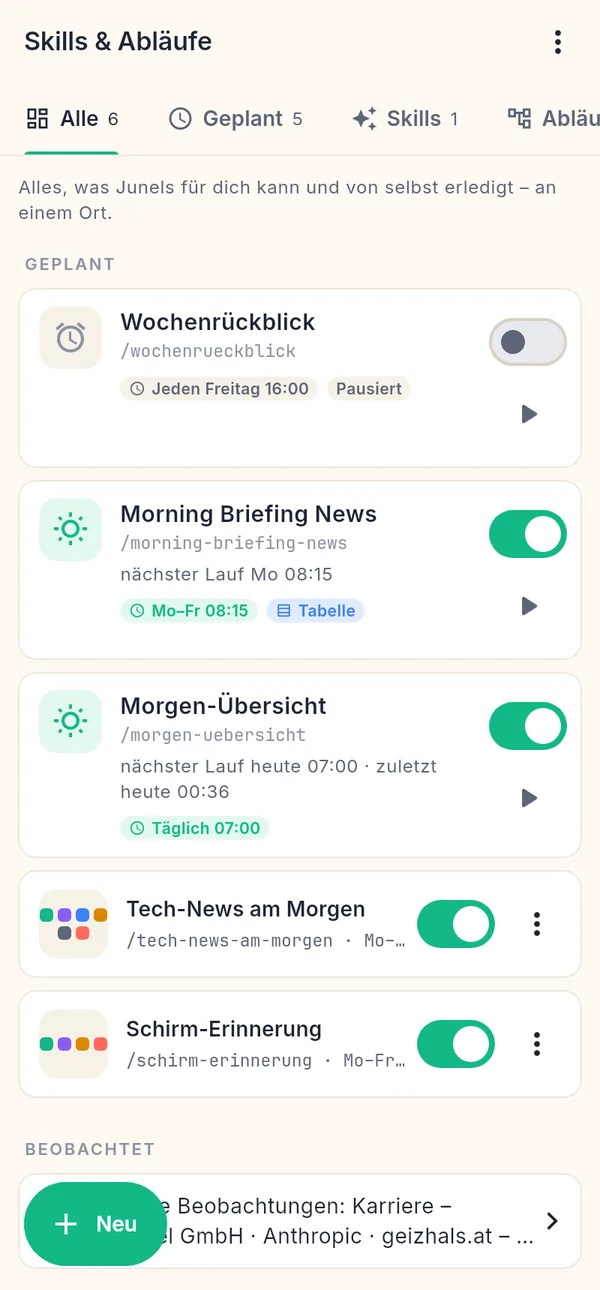 Skills & Abläufe
Alle 6
Geplant 5
Skills 1
Abläu
Alles, was Junels für dich kann und von selbst erledigt – an
einem Ort.
GEPLANT
Wochenrückblick
/wochenrueckblick
Jeden Freitag 16:00
Pausiert
Morning Briefing News
/morning-briefing-news
nächster Lauf Mo 08:15
Mo–Fr 08:15
Tabelle
Morgen-Übersicht
/morgen-uebersicht
nächster Lauf heute 07:00 · zuletzt
heute 00:36
Täglich 07:00
Tech-News am Morgen
/tech-news-am-morgen · Mo–…
Schirm-Erinnerung
/schirm-erinnerung · Mo–Fr…
BEOBACHTET
Beobachtungen: Karriere –
GmbH · Anthropic · geizhals.at – …
Neu